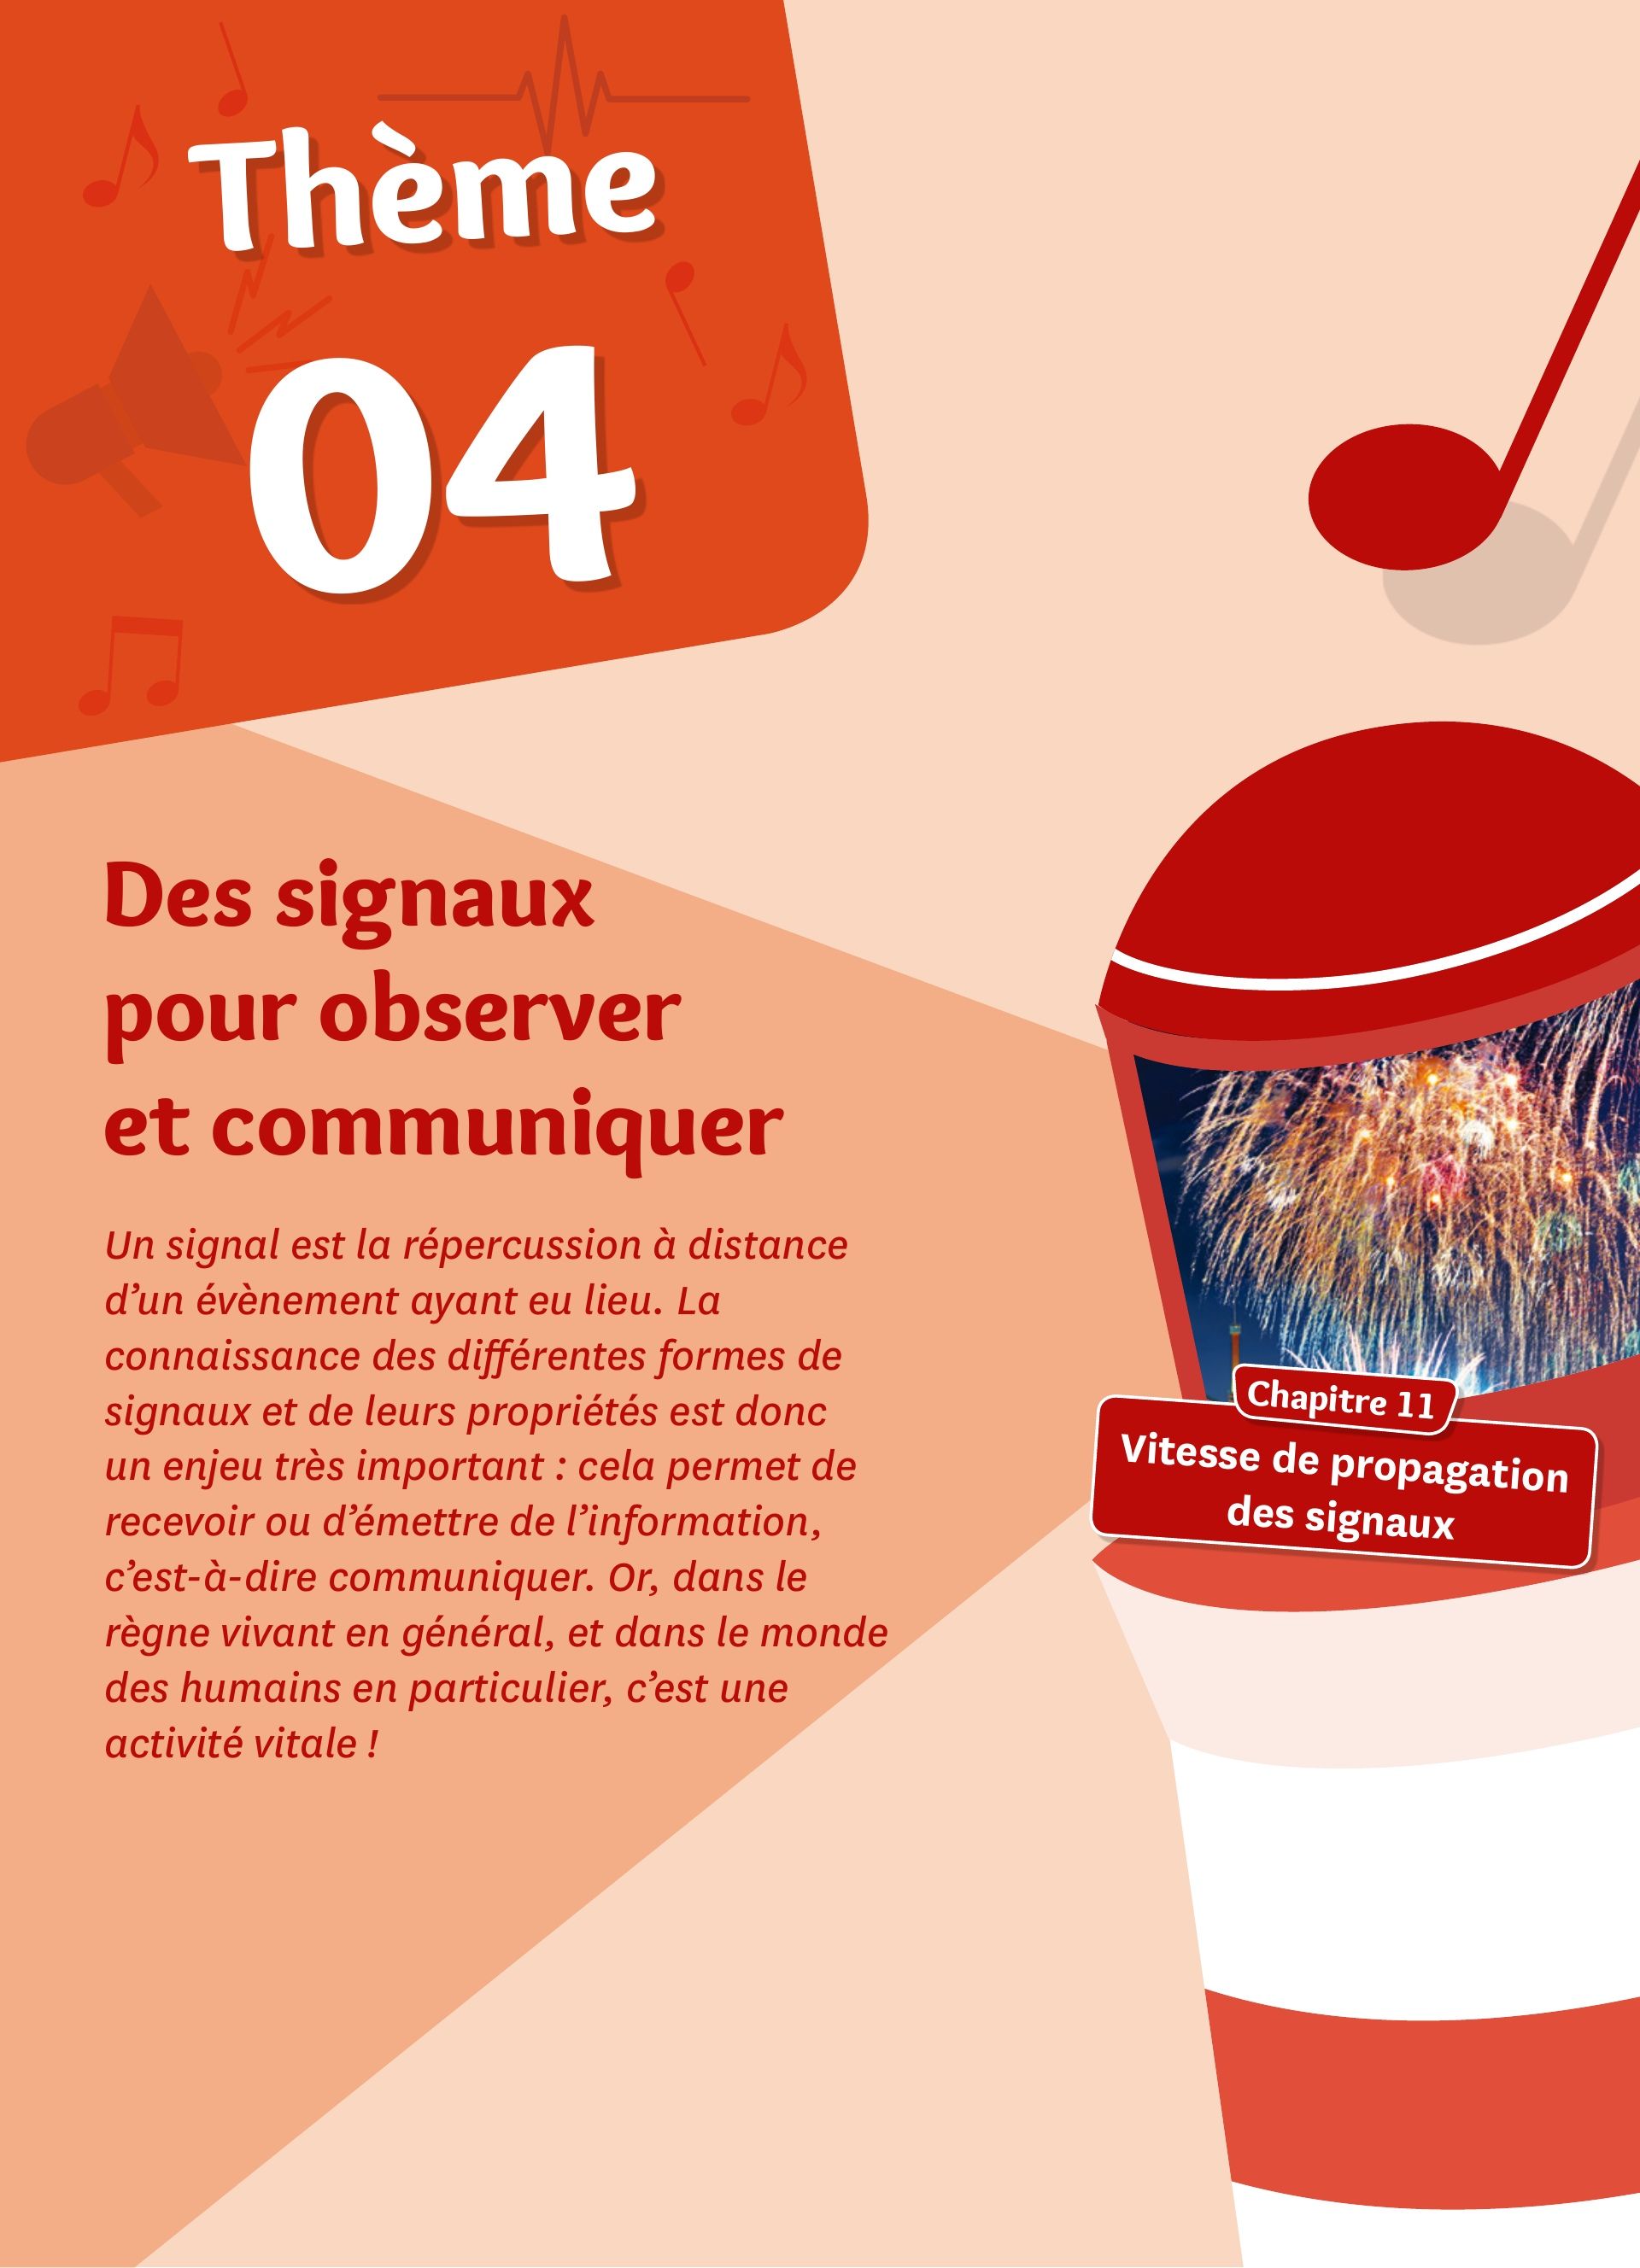 Thème
04
Des signaux
pour observer
et communiquer
Un signal est la répercussion à distance
d’un évènement ayant eu lieu. La
connaissance des différentes formes de
signaux et de leurs propriétés est donc
un enjeu très important : cela permet de
recevoir ou d’émettre de l’information,
c’est-à-dire communiquer. Or, dans le
règne vivant en général, et dans le monde
des humains en particulier, c’est une
activité vitale !
Chapitre 11
Vitesse de propagation
des signaux